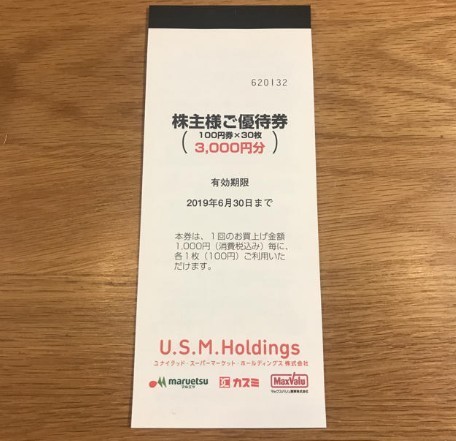 620132
株主様ご優待券
(100円券×30枚
3,000円分)
有効期限
2019年6月30日まで
本券は、1回のお買上げ金額
1,000円(消費税込み)毎に、
各1枚(100円)ご利用いた
だけます。
U.S.M.Holdings
ユナイテッド・スーパーマーケット・ホールディングス株式会社
maruetsu
カスミ
MaxValu